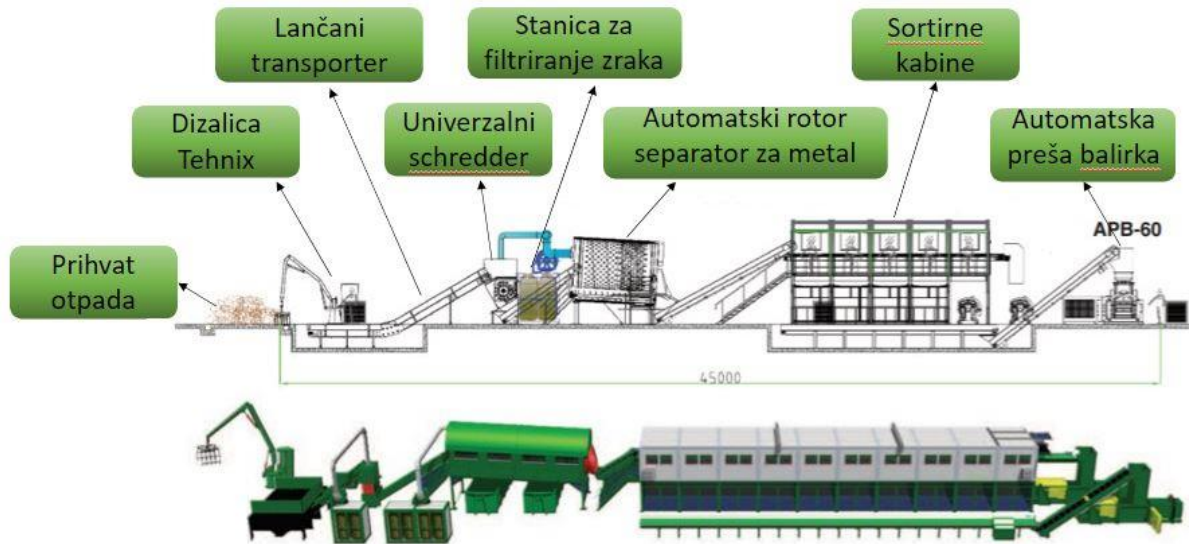 Lančani
transporter
Stanica za
filtriranje zraka
Sortirne
kabine
Dizalica
Tehnix
Univerzalni
schredder
Automatski rotor
separator za metal
Automatska
preša balirka
APB-60
Prihvat
otpada
45000